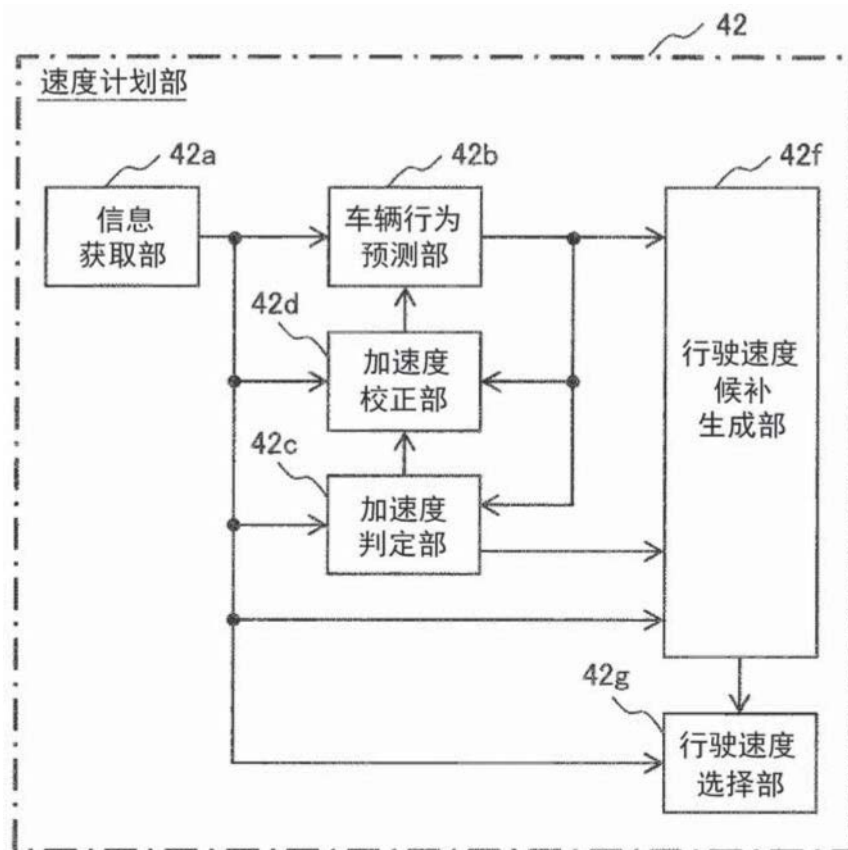 42
速度计划部
42a
42b
42f
信息
获取部
车辆行为
预测部
42d
加速度
校正部
行驶速度
候补
生成部
42c
加速度
判定部
42g
行驶速度
选择部